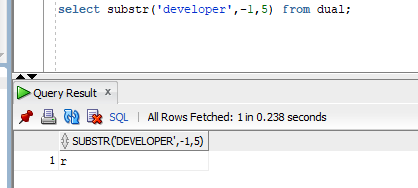 select substr('developer',-1,5) from dual;
Query Result x
SQL | All Rows Fetched: 1 in 0.238 seconds
SUBSTR('DEVELOPER',-1,5)
1 r